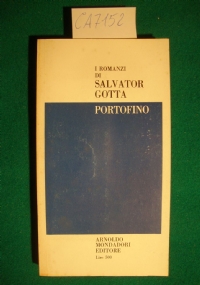 CA7152
I ROMANZI
DI
SALVATOR
GOTTA
PORTOFINO
ARNOLDO
MONDADORI
EDITORE